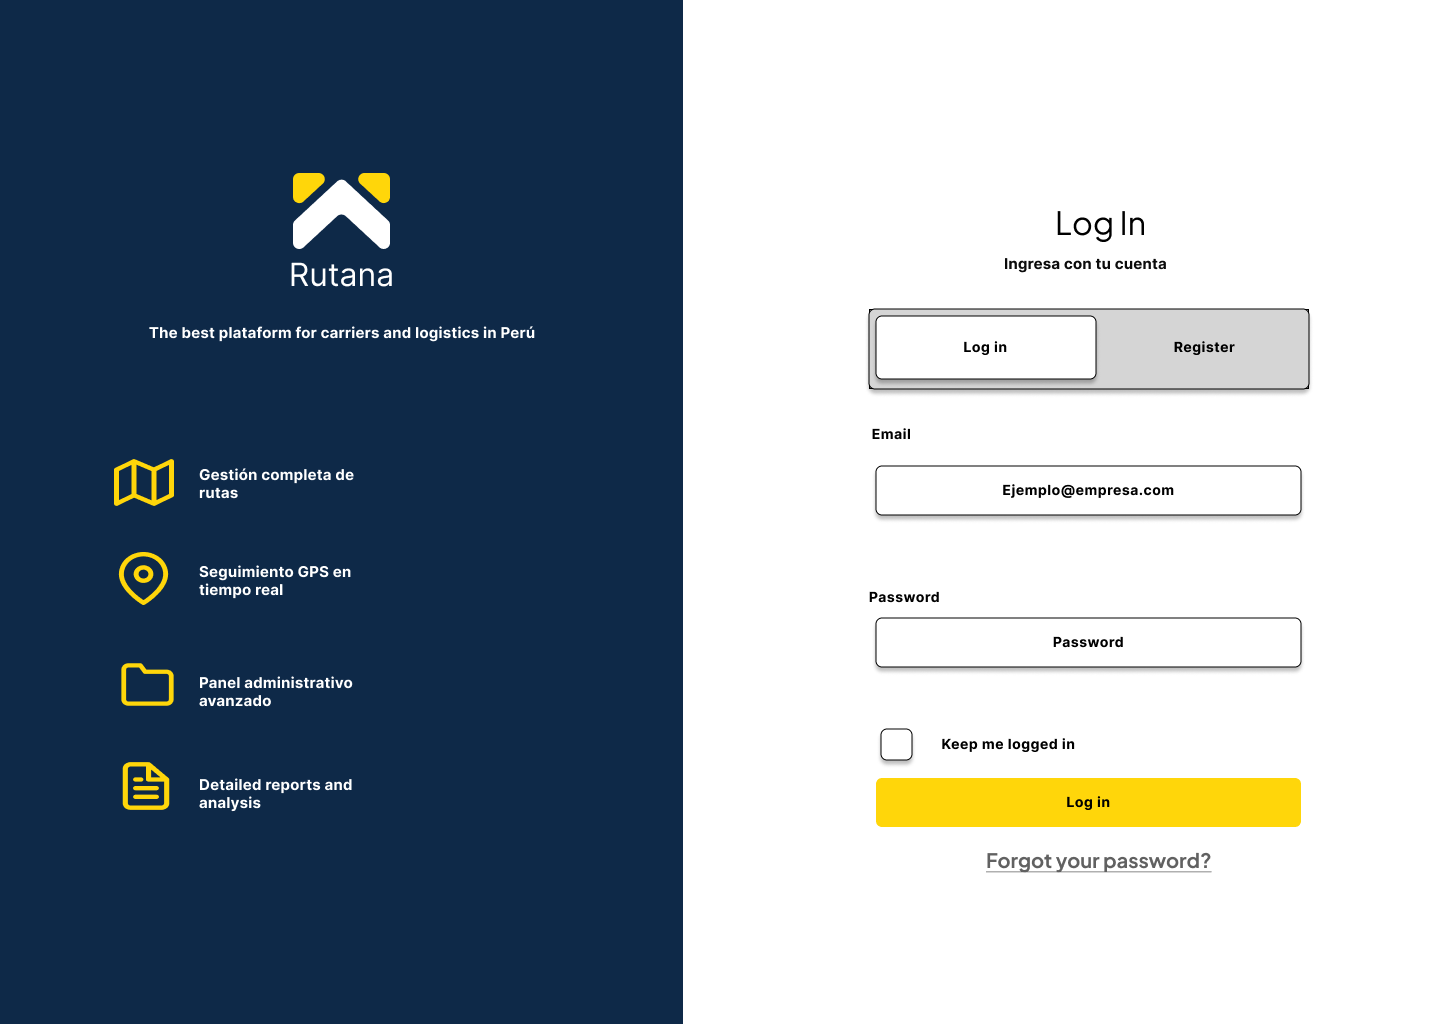 Rutana
The best plataform for carriers and logistics in Perú
Gestión completa de
rutas
Seguimiento GPS en
tiempo real
Panel administrativo
avanzado
Detailed reports and
analysis
Log In
Ingresa con tu cuenta
Log in
Register
Email
Ejemplo@empresa.com
Password
Password
Keep me logged in
Log in
Forgot your password?